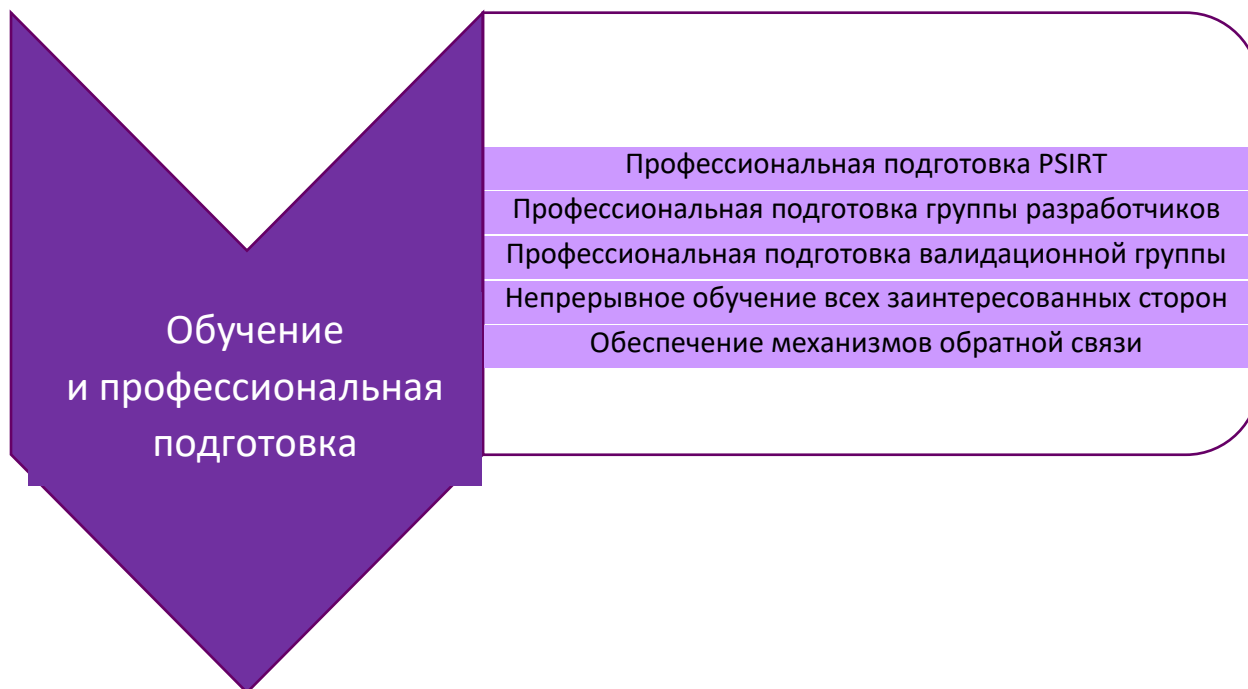 Обучение
и профессиональная
подготовка
Профессиональная подготовка PSIRT
Профессиональная подготовка группы разработчиков
Профессиональная подготовка валидационной группы
Непрерывное обучение всех заинтересованных сторон
Обеспечение механизмов обратной связи